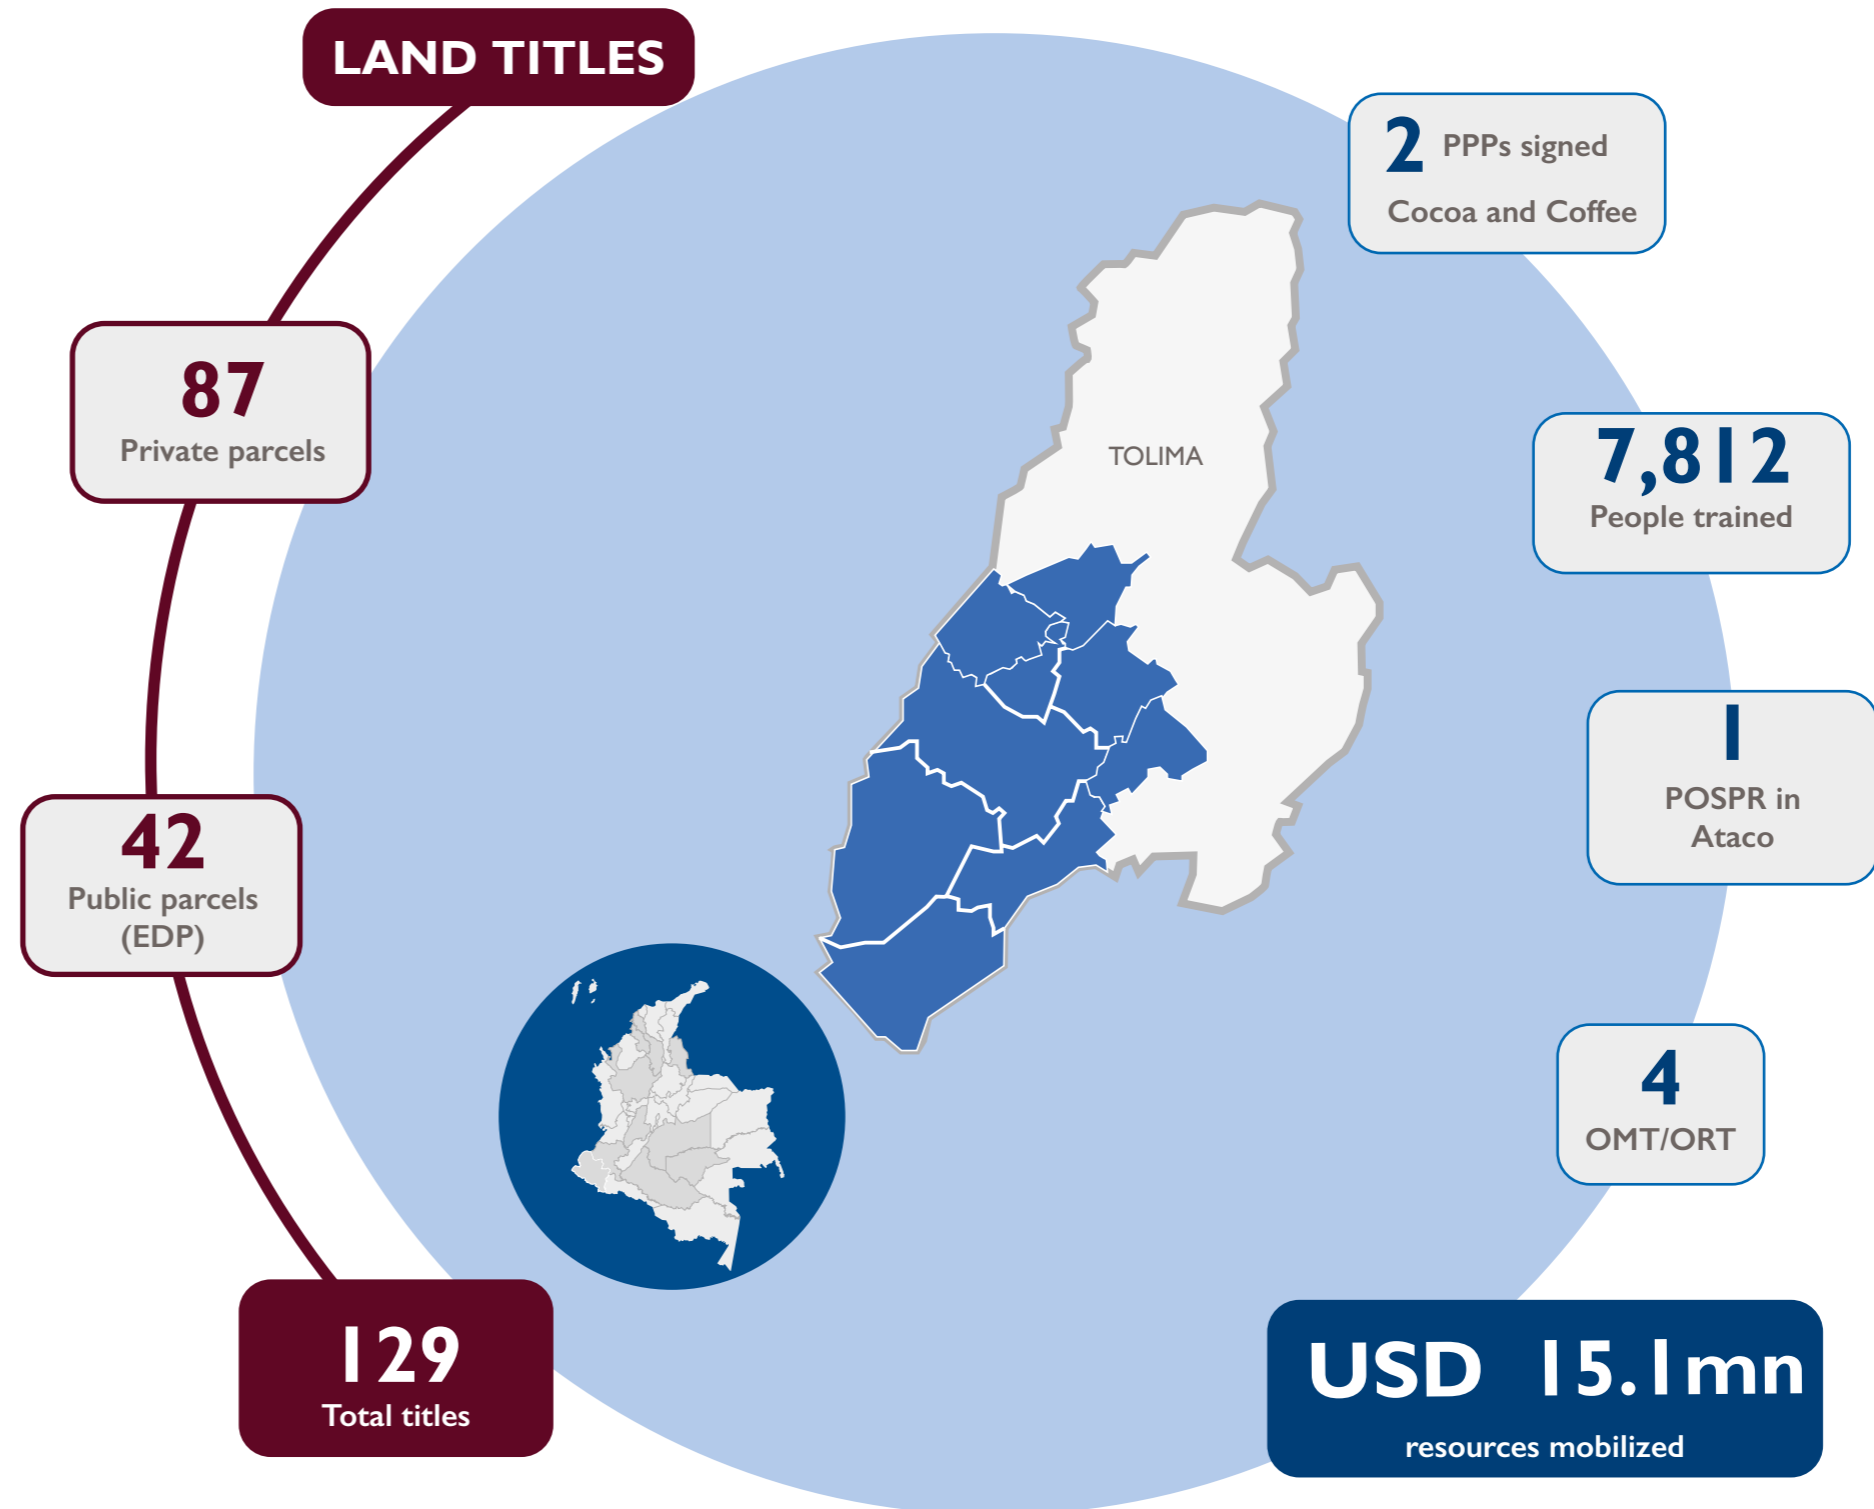 LAND TITLES
87
Private parcels
42
Public parcels
(EDP)
129
Total titles
TOLIMA
2 PPPs signed
Cocoa and Coffee
7,812
People trained
1
POSPR in
Ataco
4
OMT/ORT
USD 15.1mn
resources mobilized